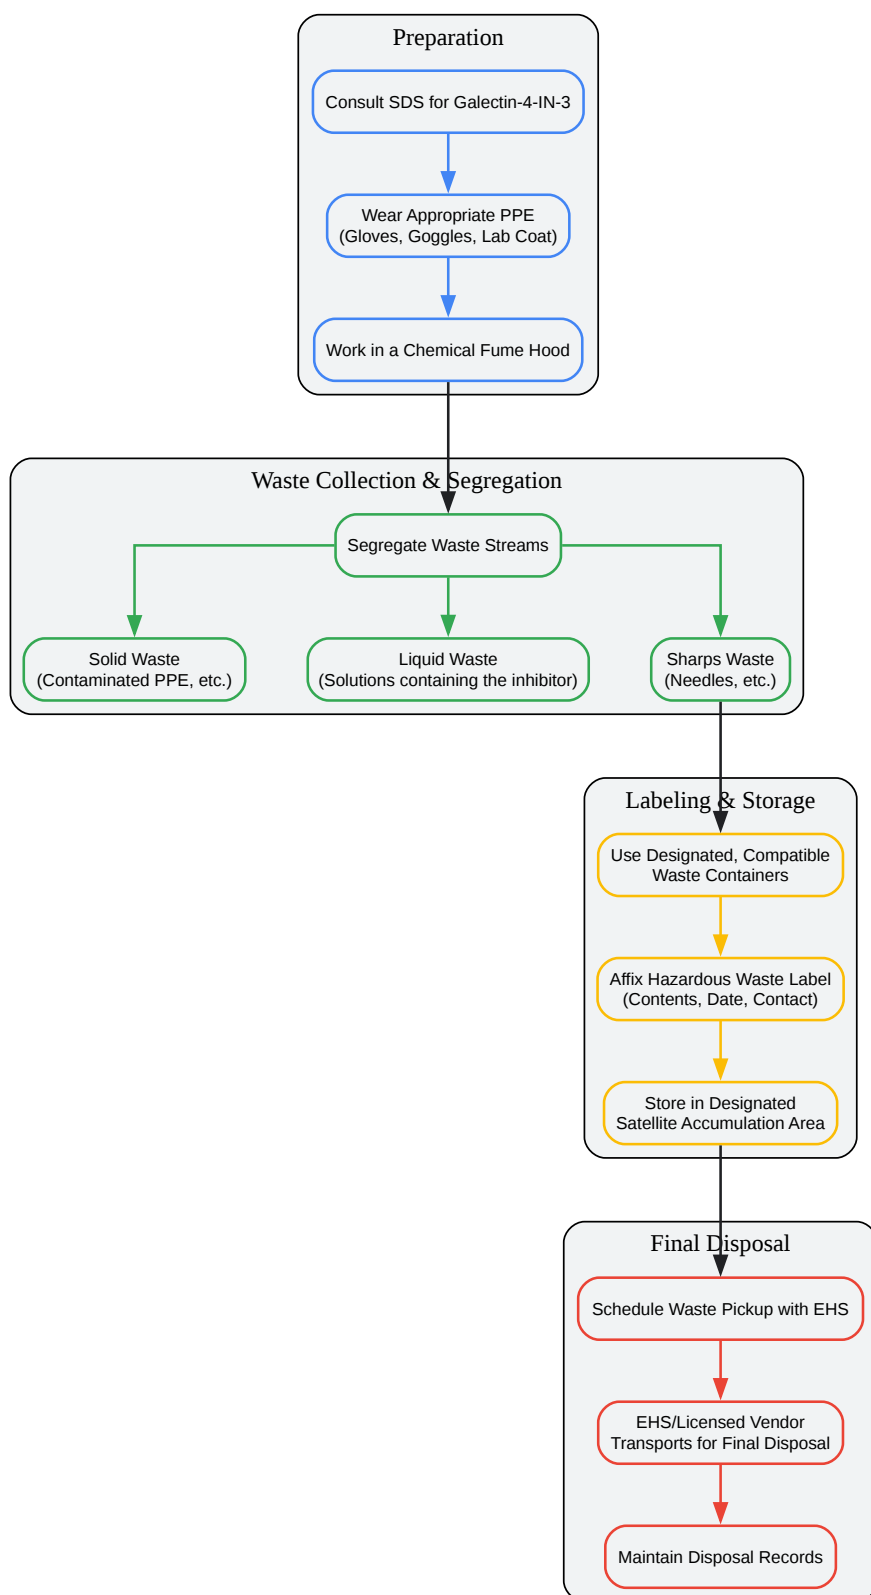 Preparation
Consult SDS for Galectin-4-IN-3
Wear Appropriate PPE
(Gloves, Goggles, Lab Coat)
Work in a Chemical Fume Hood
Waste Collection & Segregation
Segregate Waste Streams
Solid Waste
(Contaminated PPE, etc.)
Liquid Waste
(Solutions containing the inhibitor)
Sharps Waste
(Needles, etc.)
Labeling & Storage
Use Designated, Compatible
Waste Containers
Affix Hazardous Waste Label
(Contents, Date, Contact)
Store in Designated
Satellite Accumulation Area
Final Disposal
Schedule Waste Pickup with EHS
EHS/Licensed Vendor
Transports for Final Disposal
Maintain Disposal Records